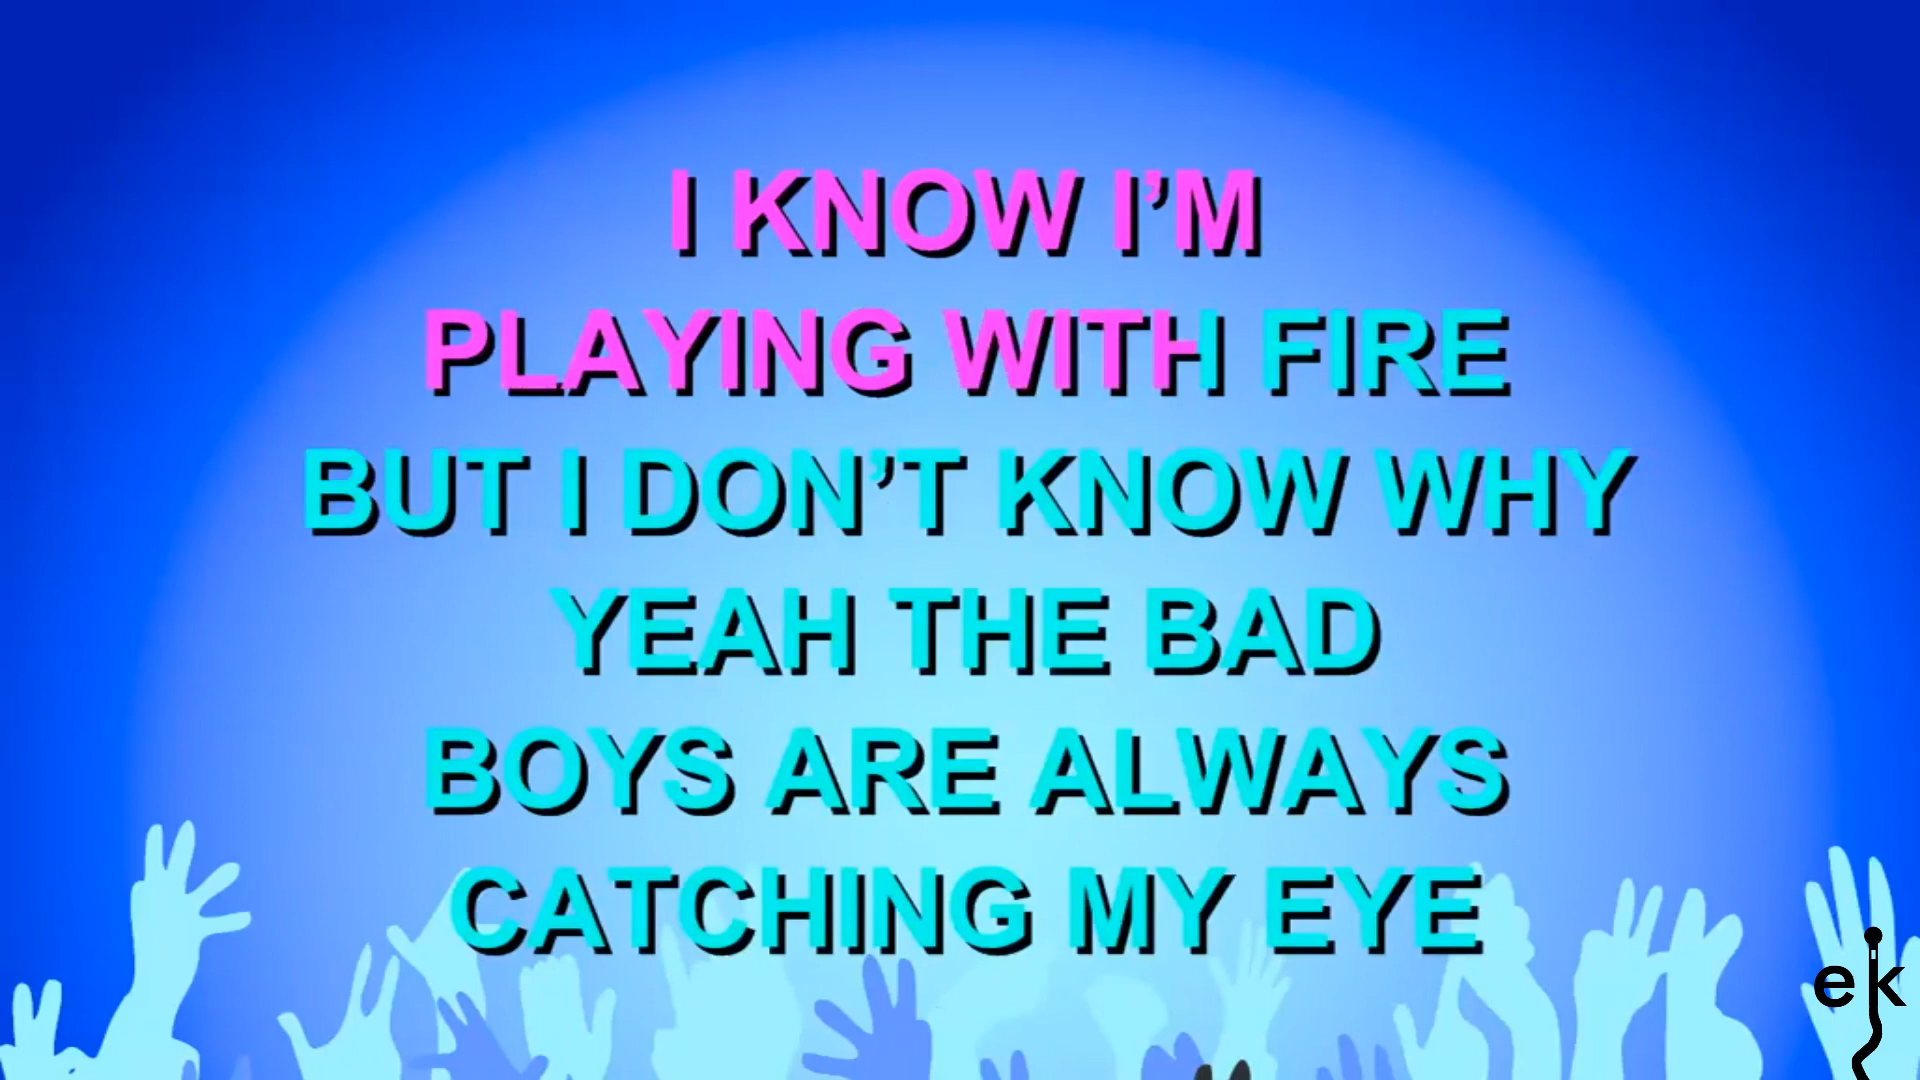 I KNOW I’M
PLAYING WITH FIRE
BUT I DON’T KNOW WHY
YEAH THE BAD
BOYS ARE ALWAYS
CATCHING MY EYE
ek